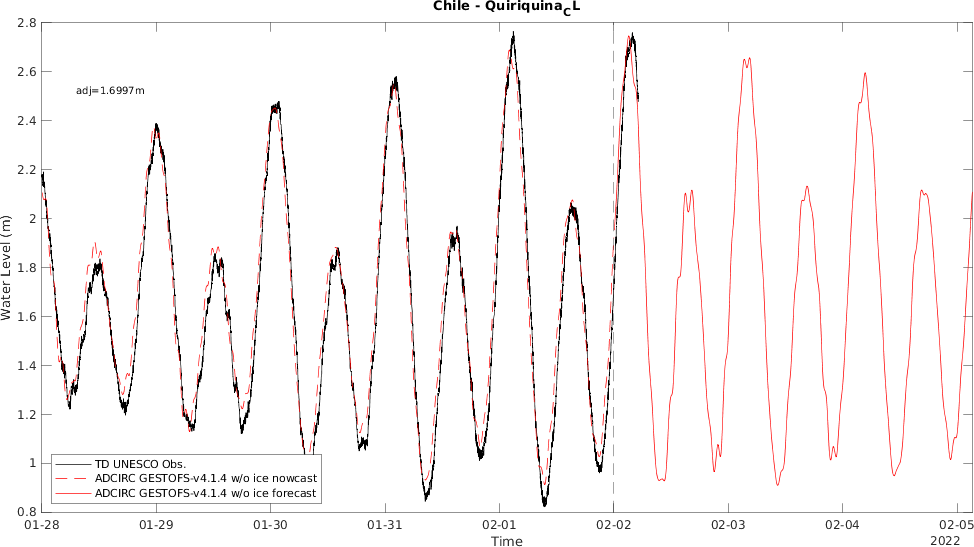 Chile - Quiriquina_CL
adj=1.6997m
Water Level (m)
2.8
2.6
2.4
2.2
2
1.8
1.6
1.4
1.2
1
0.8
TD UNESCO Obs.
ADCIRC GESTOFS-v4.1.4 w/o ice nowcast
ADCIRC GESTOFS-v4.1.4 w/o ice forecast
01-28 01-29 01-30 01-31 02-01 02-02 02-03 02-04 02-05
Time
2022